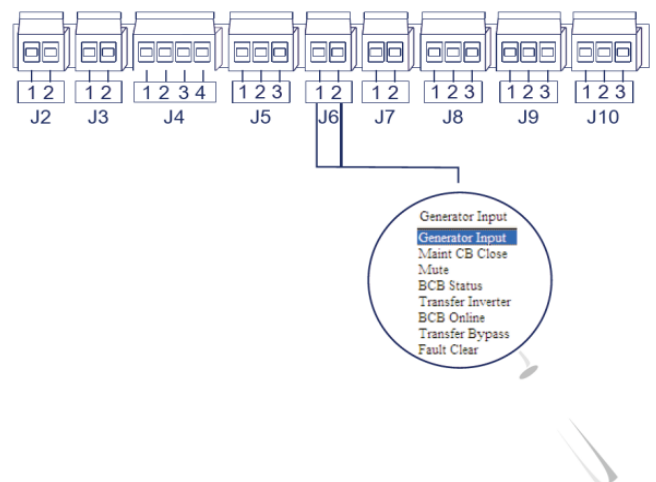 1 2 1 2 1 2 3 4 1 2 3 1 2 1 2 1 2 3 1 2 3 1 2 3
J2 J3 J4 J5 J6 J7 J8 J9 J10
Generator Input
Generator Input
Maint CB Close
Mute
BCB Status
Transfer Inverter
BCB Online
Transfer Bypass
Fault Clear